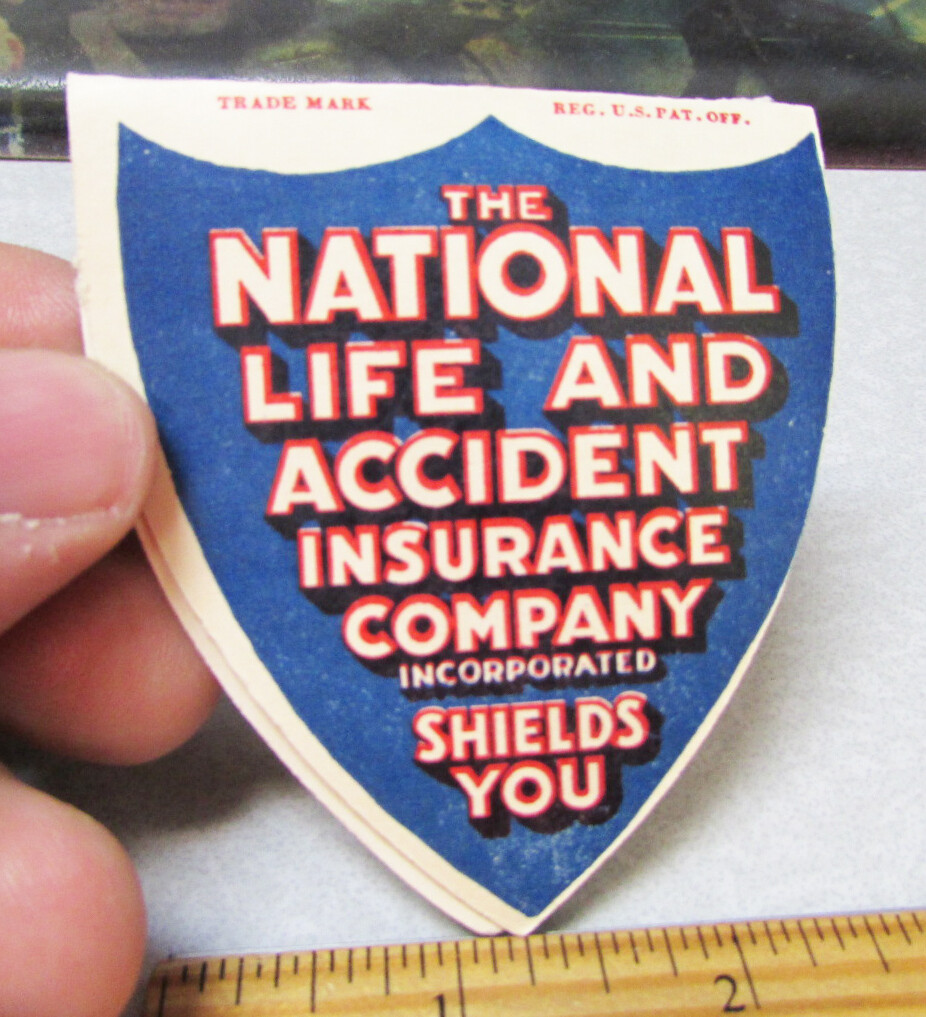 TRADE MARK REG. U.S. PAT. OFF.
THE
NATIONAL
LIFE AND
ACCIDENT
INSURANCE
COMPANY
INCORPORATED
SHIELDS
YOU
1 2